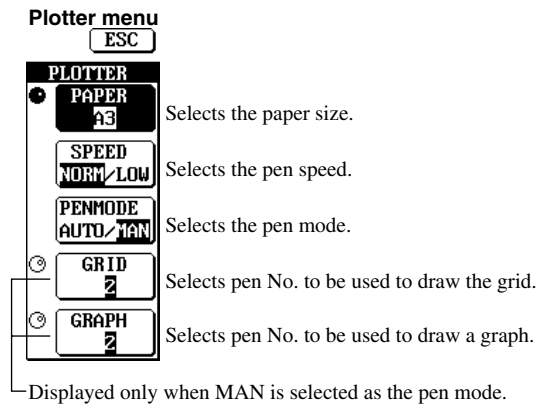 Plotter menu
ESC
PLOTTER
PAPER
A3
Selects the paper size.
SPEED
NORM/LOW
Selects the pen speed.
PENMODE
AUTO/MAN
Selects the pen mode.
GRID
2
Selects pen No. to be used to draw the grid.
GRAPH
2
Selects pen No. to be used to draw a graph.
Displayed only when MAN is selected as the pen mode.